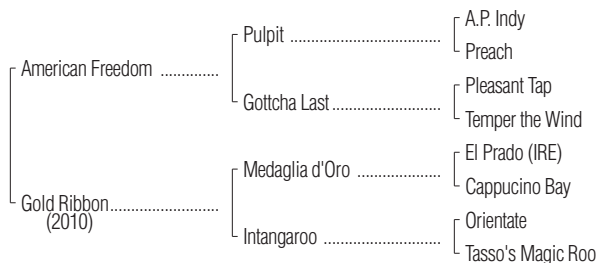 A.P. Indy
Pulpit ........................................
Preach
American Freedom ..............
Pleasant Tap
Gottcha Last.............................
Temper the Wind
El Prado (IRE)
Medaglia d'Oro ......................
Cappucino Bay
Gold Ribbon.............................
(2010)
Orientate
Intangaroo ...............................
Tasso's Magic Roo